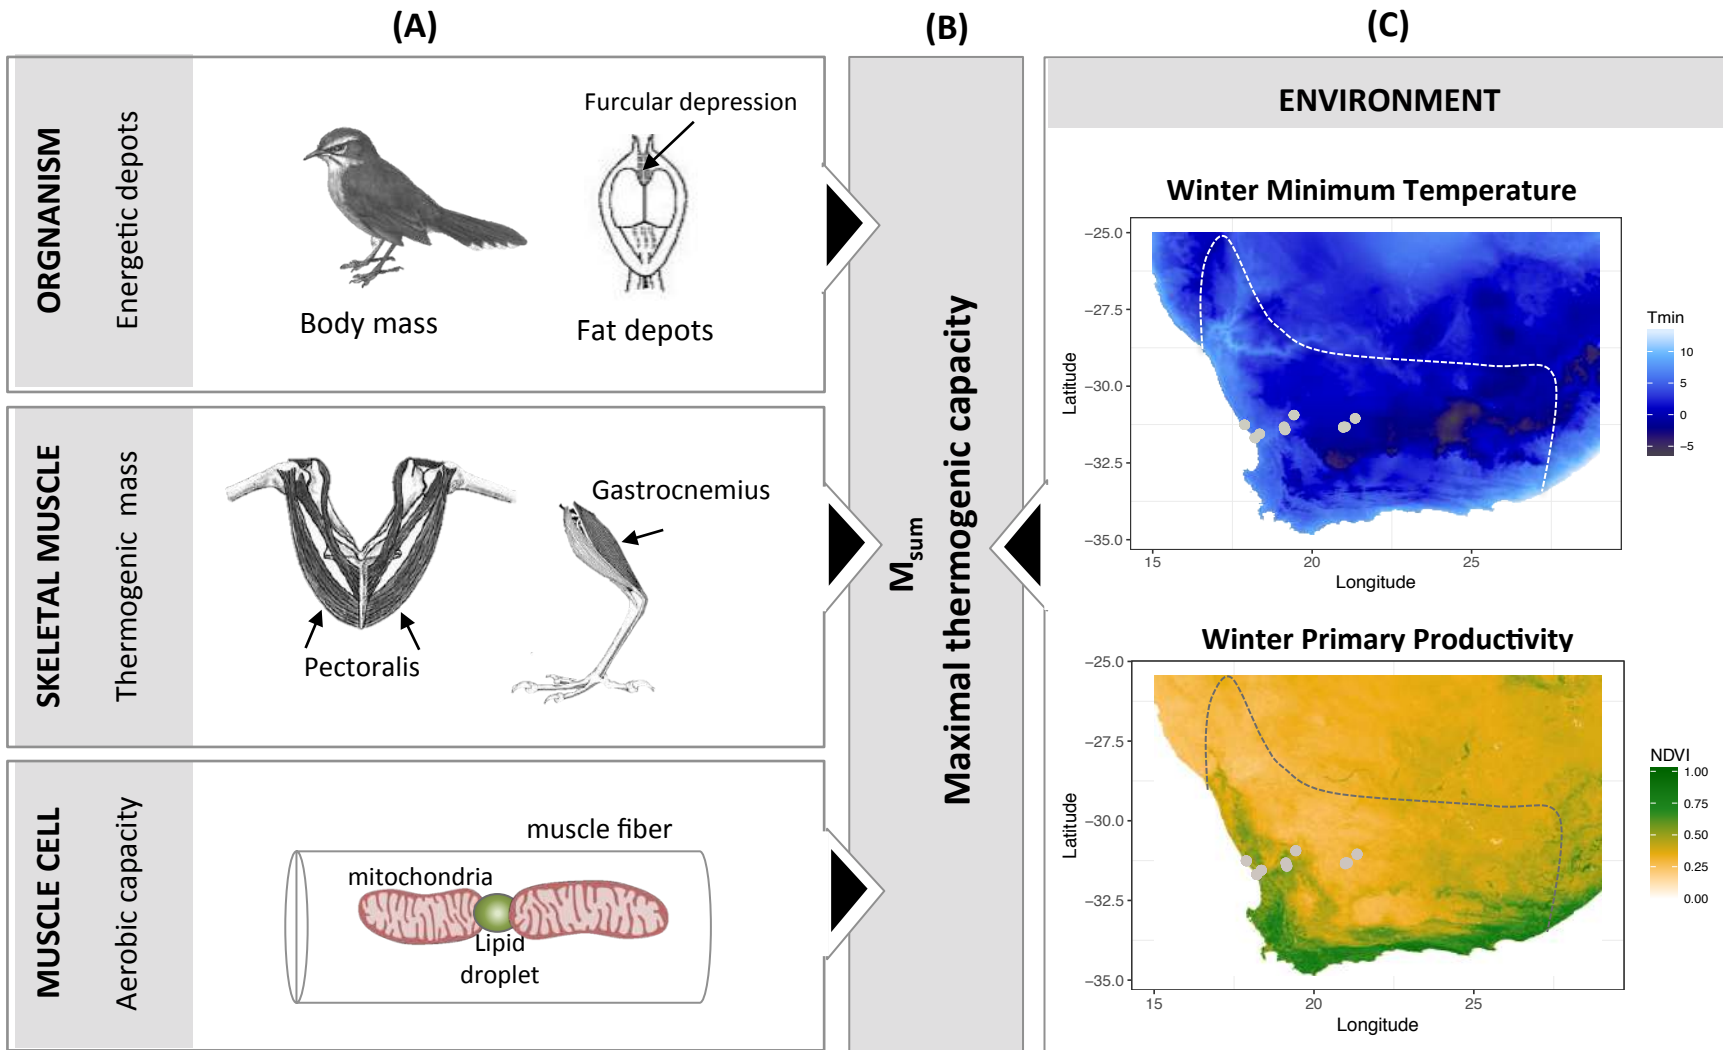 (A)
ORGNANISM
Energetic depots
Furcular depression
Body mass
Fat depots
SKELETAL MUSCLE
Thermogenic mass
Gastrocnemius
Pectoralis
MUSCLE CELL
Aerobic capacity
muscle fiber
mitochondria
Lipid
droplet
(B)
Msum
Maximal thermogenic capacity
(C)
ENVIRONMENT
Winter Minimum Temperature
−25.0
−27.5
−30.0
−32.5
−35.0
Latitude
15
20
25
Longitude
Tmin
10
5
0
−5
Winter Primary Productivity
−25.0
−27.5
−30.0
−32.5
−35.0
Latitude
15
20
25
Longitude
NDVI
1.00
0.75
0.50
0.25
0.00